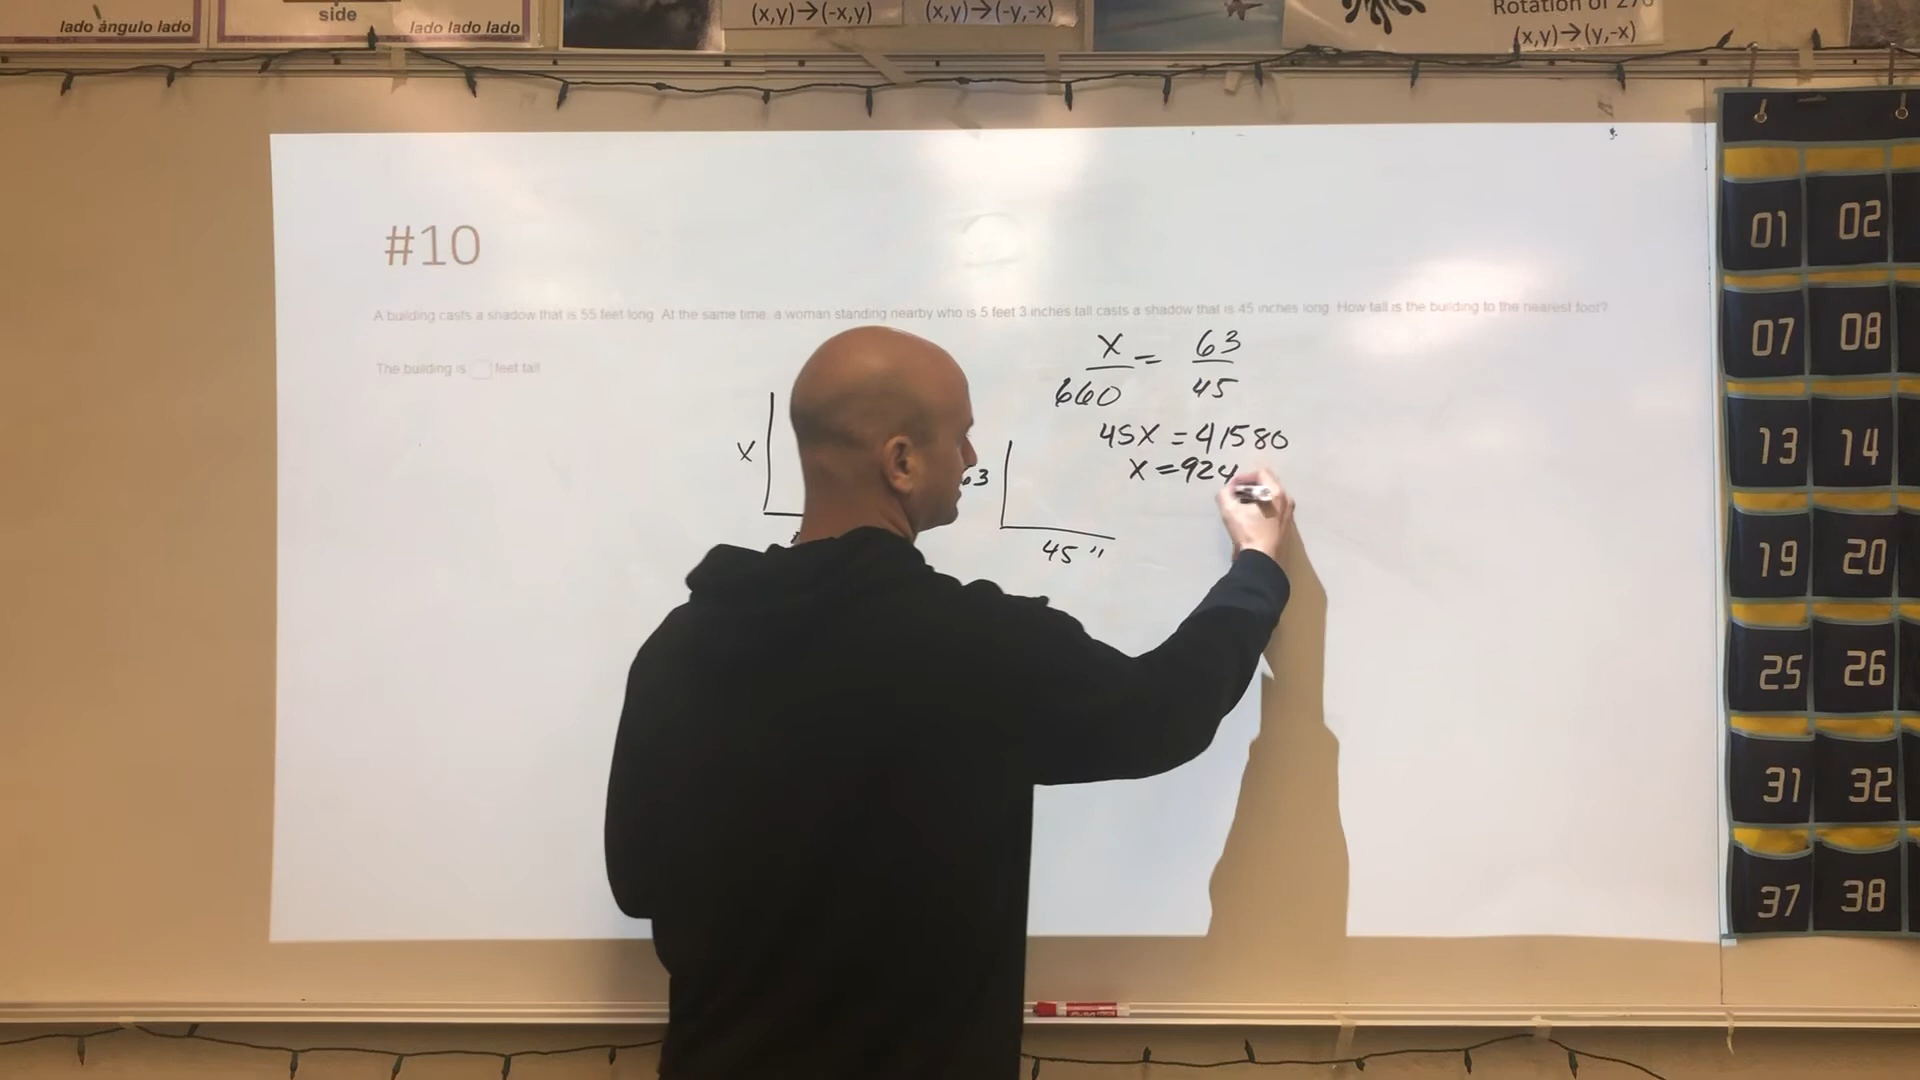 side
lado ángulo lado
lado lado lado
(x,y)→(-x,y)
(x,y)→(-y,-x)
Rotation of
(x,y)→(y,-x)
#10
A building casts a shadow that is 55 feet long. At the same time, a woman standing nearby who is 5 feet 3 inches tall casts a shadow that is 45 inches long. How tall is the building to the nearest foot?
The building is feet tall
x/660 = 63/45
45x = 41580
x = 924
x
63
45"
01 02
07 08
13 14
19 20
25 26
31 32
37 38